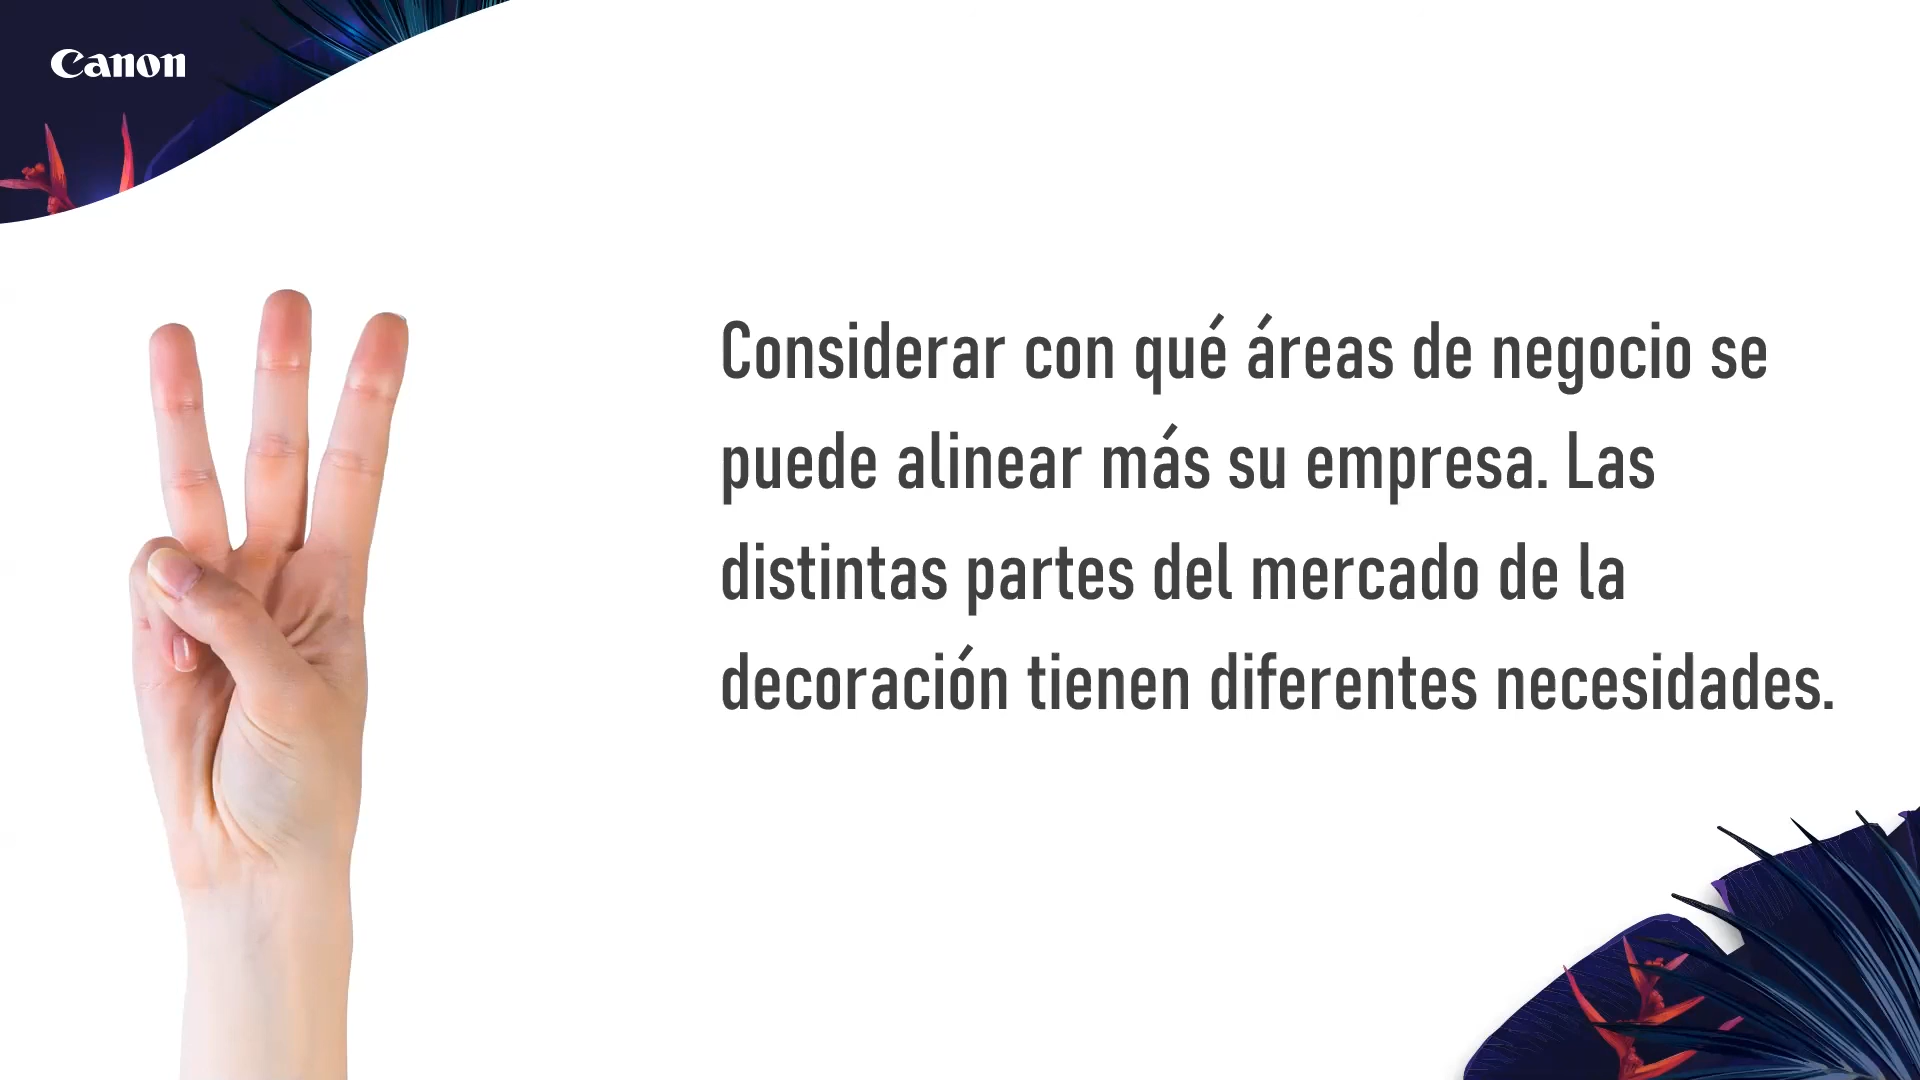 Canon
Considerar con qué áreas de negocio se
puede alinear más su empresa. Las
distintas partes del mercado de la
decoración tienen diferentes necesidades.